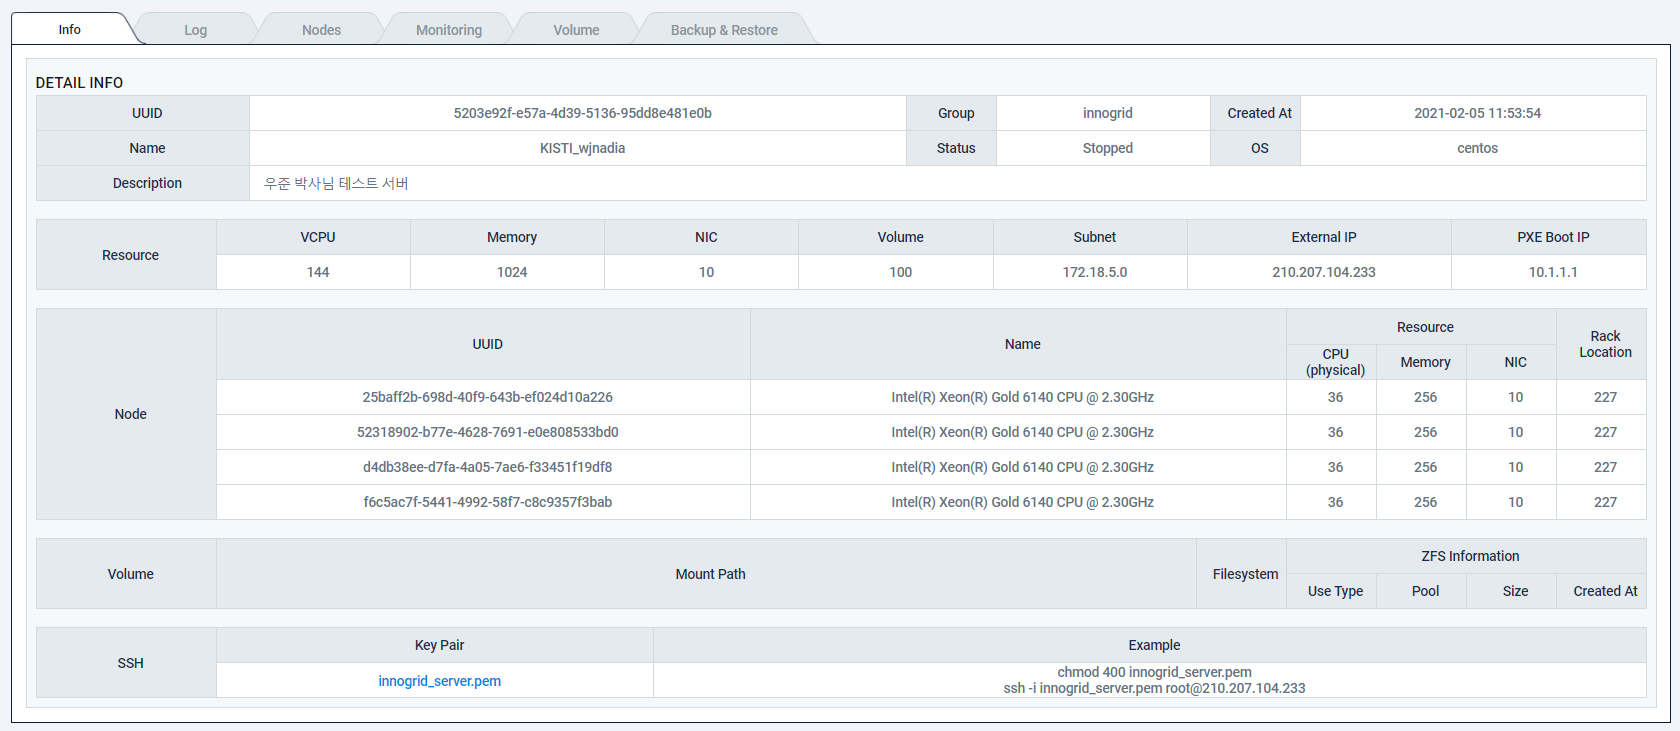 Info Log Nodes Monitoring Volume Backup & Restore
DETAIL INFO
UUID 5203e92f-e57a-4d39-5136-95dd8e481e0b Group innogrid Created At 2021-02-05 11:53:54
Name KISTI_wjnadia Status Stopped OS centos
Description 우준 박사님 테스트 서버
Resource
VCPU Memory NIC Volume Subnet External IP PXE Boot IP
144 1024 10 100 172.18.5.0 210.207.104.233 10.1.1.1
Node
UUID Name Resource Rack
Location
CPU
(physical) Memory NIC
25baff2b-698d-40f9-643b-ef024d10a226 Intel(R) Xeon(R) Gold 6140 CPU @ 2.30GHz 36 256 10 227
52318902-b77e-4628-7691-e0e808533bd0 Intel(R) Xeon(R) Gold 6140 CPU @ 2.30GHz 36 256 10 227
d4db38ee-d7fa-4a05-7ae6-f33451f19df8 Intel(R) Xeon(R) Gold 6140 CPU @ 2.30GHz 36 256 10 227
f6c5ac7f-5441-4992-58f7-c8c9357f3bab Intel(R) Xeon(R) Gold 6140 CPU @ 2.30GHz 36 256 10 227
Volume Mount Path Filesystem ZFS Information
Use Type Pool Size Created At
SSH
Key Pair Example
innogrid_server.pem chmod 400 innogrid_server.pem
ssh -i innogrid_server.pem root@210.207.104.233